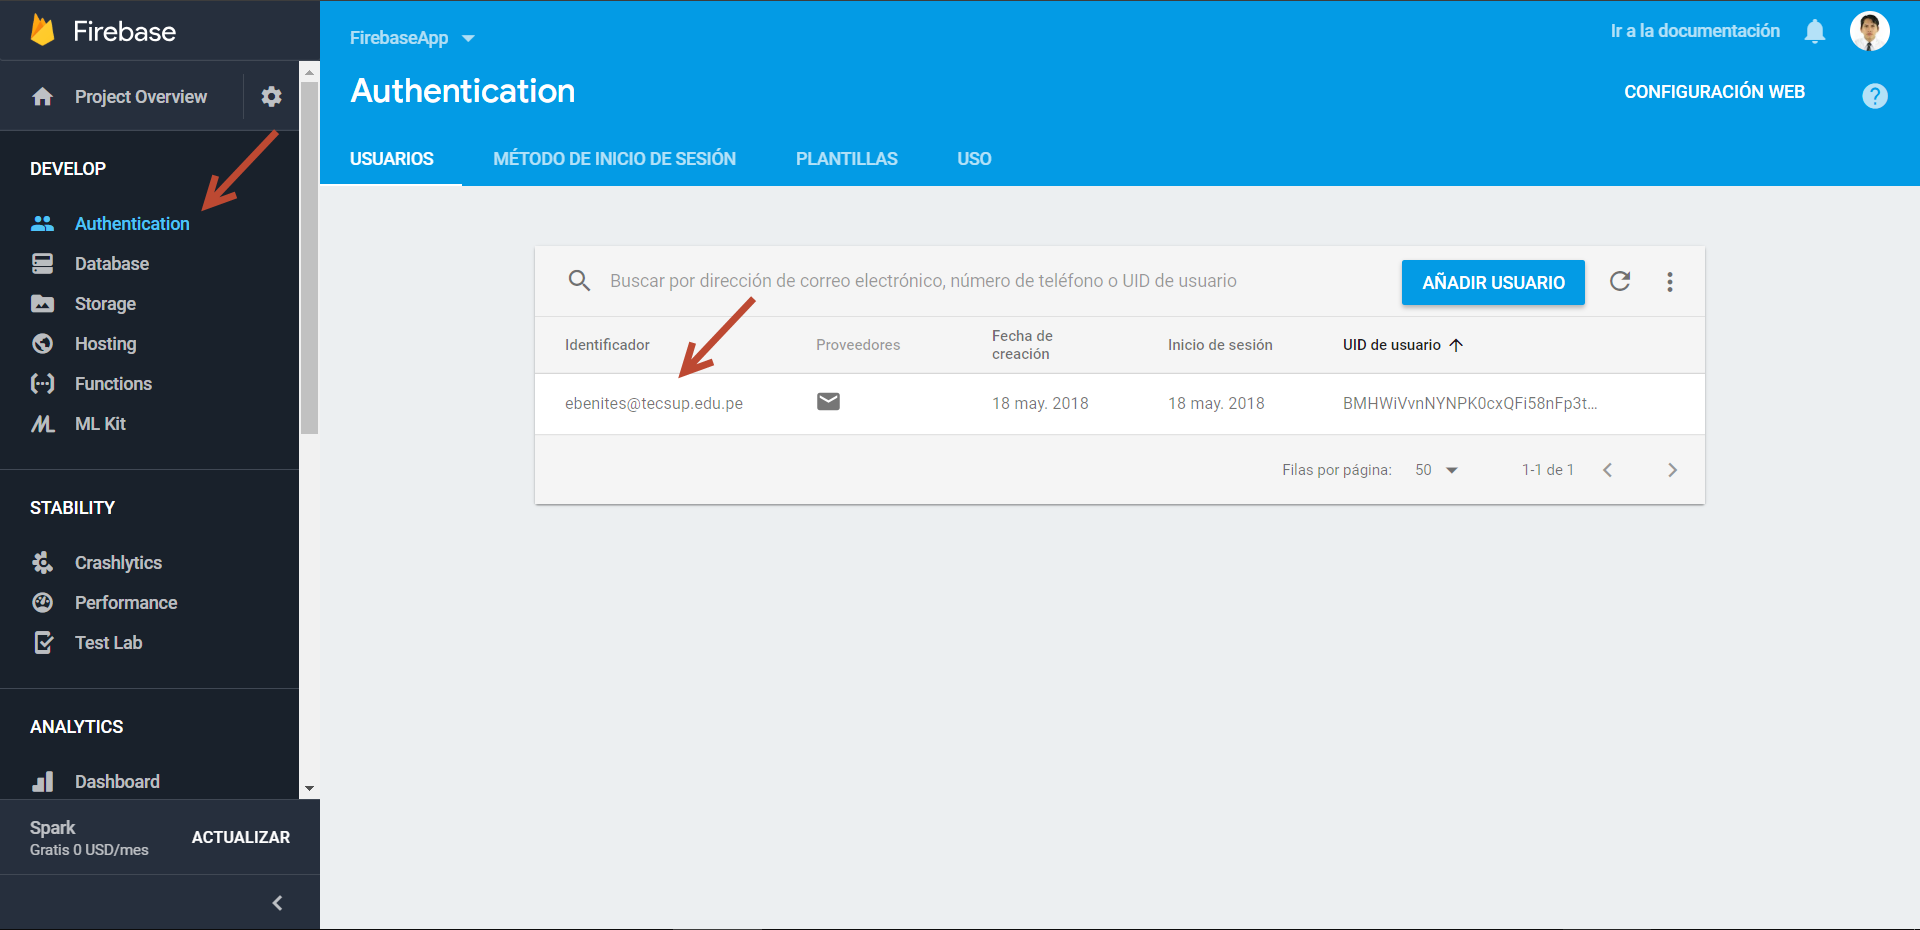 Firebase
Project Overview
DEVELOP
Authentication
Database
Storage
Hosting
Functions
ML Kit
STABILITY
Crashlytics
Performance
Test Lab
ANALYTICS
Dashboard
Spark
Gratis 0 USD/mes
ACTUALIZAR
FirebaseApp
Ir a la documentación
Authentication
CONFIGURACIÓN WEB
USUARIOS MÉTODO DE INICIO DE SESIÓN PLANTILLAS USO
Buscar por dirección de correo electrónico, número de teléfono o UID de usuario
AÑADIR USUARIO
Identificador Proveedores Fecha de creación Inicio de sesión UID de usuario
ebenites@tecsup.edu.pe 18 may. 2018 18 may. 2018 BMHWiVvnNYNPK0cxQFi58nFp3t...
Filas por página: 50 1-1 de 1